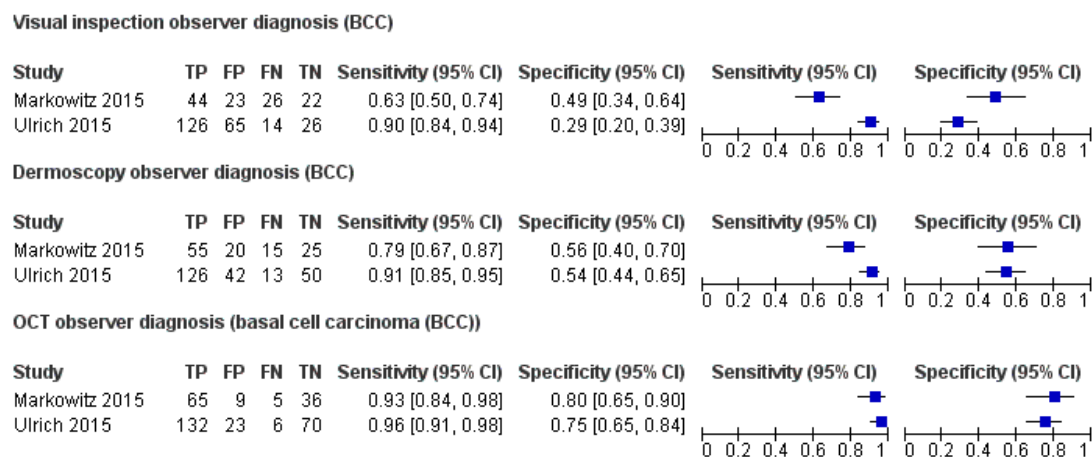 Visual inspection observer diagnosis (BCC)
Study TP FP FN TN Sensitivity (95% CI) Specificity (95% CI) Sensitivity (95% CI) Specificity (95% CI)
Markowitz 2015 44 23 26 22 0.63 [0.50, 0.74] 0.49 [0.34, 0.64]
Ulrich 2015 126 65 14 26 0.90 [0.84, 0.94] 0.29 [0.20, 0.39]
0 0.2 0.4 0.6 0.8 1 0 0.2 0.4 0.6 0.8 1
Dermoscopy observer diagnosis (BCC)
Study TP FP FN TN Sensitivity (95% CI) Specificity (95% CI) Sensitivity (95% CI) Specificity (95% CI)
Markowitz 2015 55 20 15 25 0.79 [0.67, 0.87] 0.56 [0.40, 0.70]
Ulrich 2015 126 42 13 50 0.91 [0.85, 0.95] 0.54 [0.44, 0.65]
0 0.2 0.4 0.6 0.8 1 0 0.2 0.4 0.6 0.8 1
OCT observer diagnosis (basal cell carcinoma (BCC))
Study TP FP FN TN Sensitivity (95% CI) Specificity (95% CI) Sensitivity (95% CI) Specificity (95% CI)
Markowitz 2015 65 9 5 36 0.93 [0.84, 0.98] 0.80 [0.65, 0.90]
Ulrich 2015 132 23 6 70 0.96 [0.91, 0.98] 0.75 [0.65, 0.84]
0 0.2 0.4 0.6 0.8 1 0 0.2 0.4 0.6 0.8 1